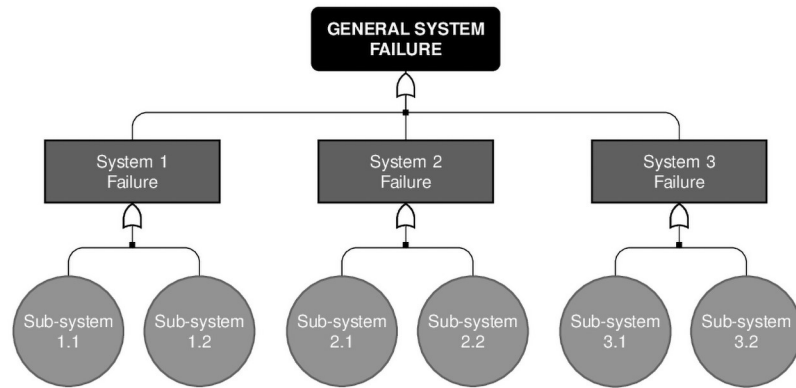 GENERAL SYSTEM
FAILURE
System 1
Failure
System 2
Failure
System 3
Failure
Sub-system
1.1
Sub-system
1.2
Sub-system
2.1
Sub-system
2.2
Sub-system
3.1
Sub-system
3.2